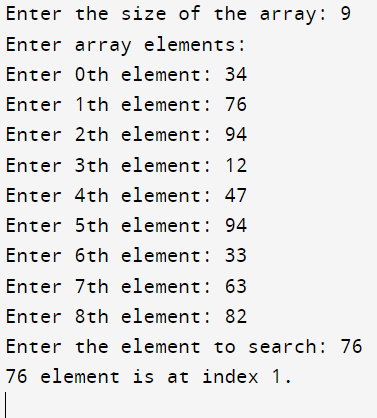 Enter the size of the array: 9
Enter array elements:
Enter 0th element: 34
Enter 1th element: 76
Enter 2th element: 94
Enter 3th element: 12
Enter 4th element: 47
Enter 5th element: 94
Enter 6th element: 33
Enter 7th element: 63
Enter 8th element: 82
Enter the element to search: 76
76 element is at index 1.